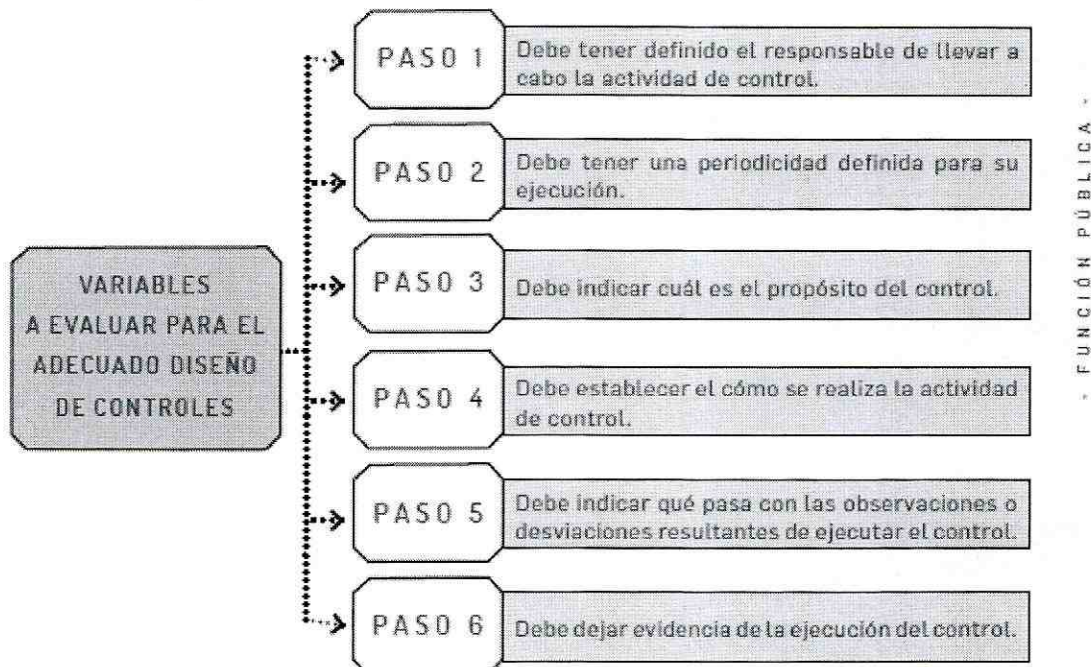 VARIABLES
A EVALUAR PARA EL
ADECUADO DISEÑO
DE CONTROLES
PASO 1
Debe tener definido el responsable de llevar a
cabo la actividad de control.
PASO 2
Debe tener una periodicidad definida para su
ejecución.
PASO 3
Debe indicar cuál es el propósito del control.
PASO 4
Debe establecer el cómo se realiza la actividad
de control.
PASO 5
Debe indicar qué pasa con las observaciones o
desviaciones resultantes de ejecutar el control.
PASO 6
Debe dejar evidencia de la ejecución del control.
- FUNCIÓN PÚBLICA -